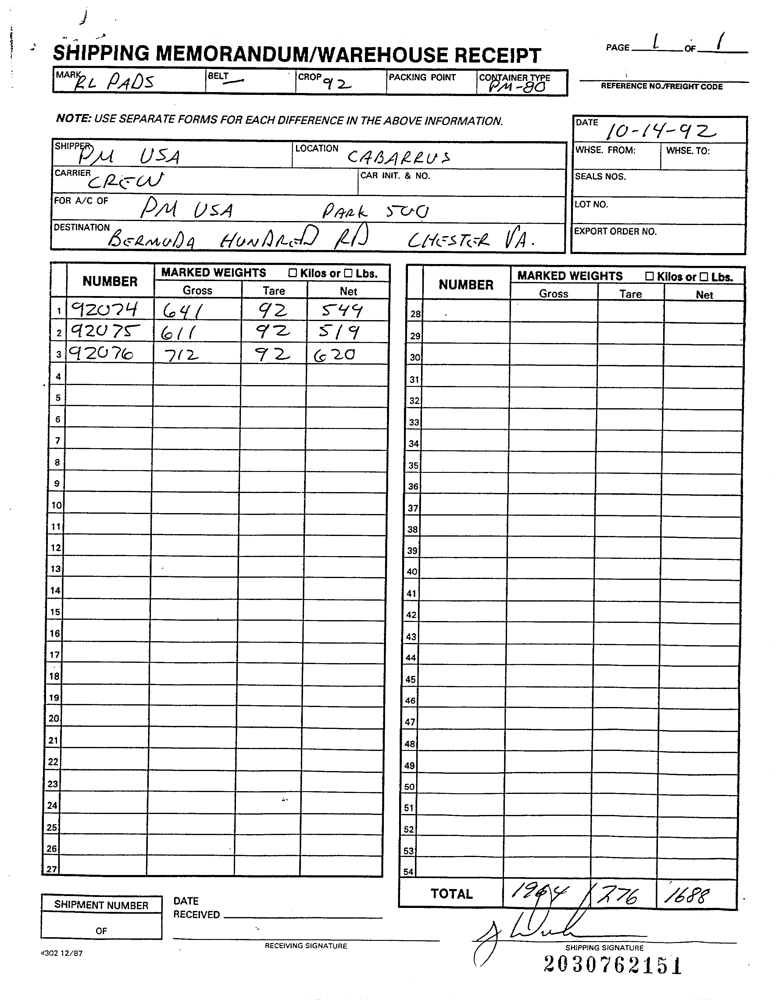 PAGE 1 OF 1
SHIPPING MEMORANDUM/WAREHOUSE RECEIPT
MARK RL PADS BELT — CROP 92 PACKING POINT CONTAINER TYPE PM-80
REFERENCE NO./FREIGHT CODE
NOTE: USE SEPARATE FORMS FOR EACH DIFFERENCE IN THE ABOVE INFORMATION.
DATE 10-14-92
SHIPPER PM USA LOCATION CABARRUS
WHSE. FROM: WHSE. TO:
CARRIER CREW CAR INIT. & NO.
SEALS NOS.
FOR A/C OF PM USA PARK 500
LOT NO.
DESTINATION BERMUDA HUNDRED RD CHESTER VA.
EXPORT ORDER NO.
NUMBER MARKED WEIGHTS ☐ Kilos or ☐ Lbs.
Gross Tare Net
1 92074 641 92 549
2 92075 611 92 519
3 92076 712 92 620
4
5
6
7
8
9
10
11
12
13
14
15
16
17
18
19
20
21
22
23
24
25
26
27
NUMBER MARKED WEIGHTS ☐ Kilos or ☐ Lbs.
Gross Tare Net
28
29
30
31
32
33
34
35
36
37
38
39
40
41
42
43
44
45
46
47
48
49
50
51
52
53
54
TOTAL 1964 276 1688
SHIPMENT NUMBER
OF
DATE
RECEIVED
RECEIVING SIGNATURE
SHIPPING SIGNATURE
#302 12/87
2030762151